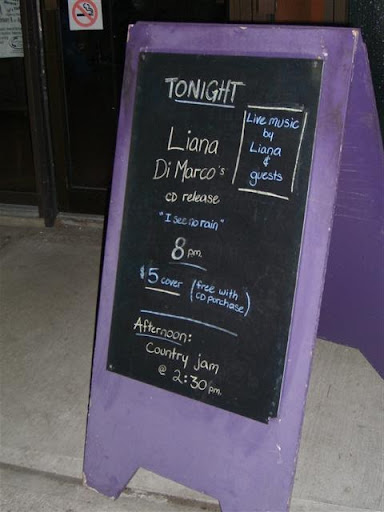 TONIGHT
Live music
by
Liana
&
guests
Liana
Di Marco's
CD release
"I see no rain"
8 pm.
$5 cover (free with
CD purchase)
Afternoon:
Country jam
@ 2:30 pm.